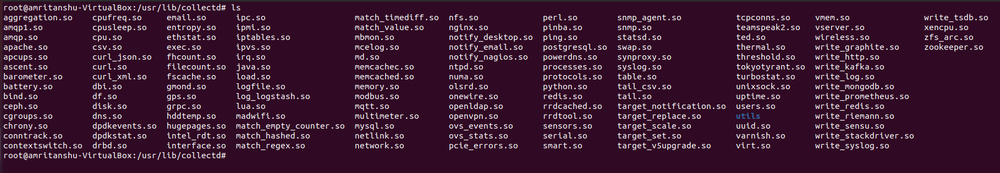 root@amritanshu-VirtualBox:/usr/lib/collectd# ls
aggregation.so cpufreq.so email.so ipc.so match_timediff.so nfs.so perl.so snmp_agent.so tcpconns.so vmem.so write_tsdb.so
amqp1.so cpusleep.so entropy.so ipmi.so match_value.so nginx.so pinba.so snmp.so teamspeak2.so vserver.so xencpu.so
amqp.so cpu.so ethstat.so iptables.so mbmon.so notify_desktop.so ping.so statsd.so ted.so wireless.so zfs_arc.so
apache.so csv.so exec.so ipvs.so mcelog.so notify_email.so postgresql.so swap.so thermal.so write_graphite.so zookeeper.so
apcups.so curl_json.so fhcount.so irq.so md.so notify_nagios.so powerdns.so synproxy.so threshold.so write_http.so
ascent.so curl.so filecount.so java.so memcachec.so ntpd.so processes.so syslog.so tokyotyrant.so write_kafka.so
barometer.so curl_xml.so fscache.so load.so memcached.so numa.so protocols.so table.so turbostat.so write_log.so
battery.so dbi.so gmond.so logfile.so memory.so olsrd.so python.so tail_csv.so unixsock.so write_mongodb.so
bind.so df.so gps.so log_logstash.so modbus.so onewire.so redis.so tail.so uptime.so write_prometheus.so
ceph.so disk.so grpc.so lua.so mqtt.so openldap.so rrdcached.so target_notification.so users.so write_redis.so
cgroups.so dns.so hddtemp.so madwifi.so multimeter.so openvpn.so rrdtool.so target_replace.so utils write_riemann.so
chrony.so dpdkevents.so hugepages.so match_empty_counter.so mysql.so ovs_events.so sensors.so target_scale.so uuid.so write_sensu.so
conntrack.so dpdkstat.so intel_rdt.so match_hashed.so netlink.so ovs_stats.so serial.so target_set.so varnish.so write_stackdriver.so
contextswitch.so drbd.so interface.so match_regex.so network.so pcie_errors.so smart.so target_v5upgrade.so virt.so write_syslog.so
root@amritanshu-VirtualBox:/usr/lib/collectd#